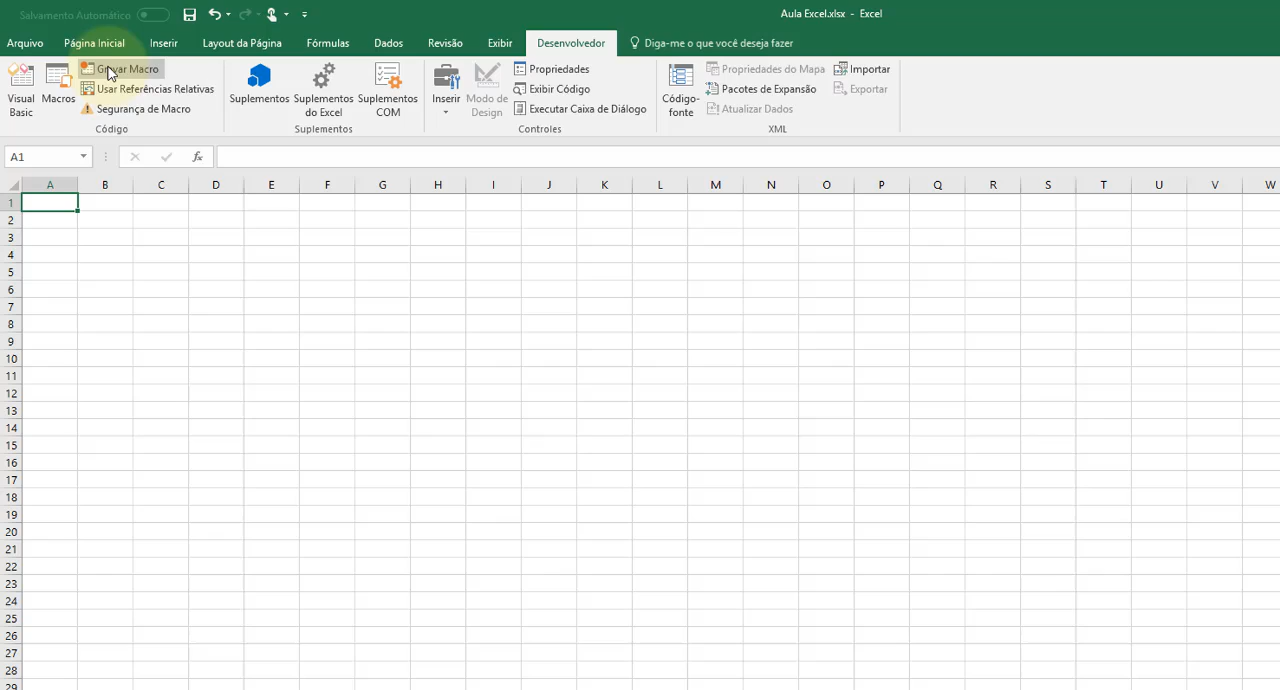 Salvamento Automático
Aula Excel.xlsx - Excel
Arquivo Página Inicial Inserir Layout da Página Fórmulas Dados Revisão Exibir Desenvolvedor Diga-me o que você deseja fazer
Visual Basic
Macros
Gravar Macro
Usar Referências Relativas
Segurança de Macro
Código
Suplementos
Suplementos do Excel
Suplementos COM
Suplementos
Inserir
Modo de Design
Propriedades
Exibir Código
Executar Caixa de Diálogo
Controles
Código-fonte
Propriedades do Mapa
Pacotes de Expansão
Atualizar Dados
Importar
Exportar
XML
A1
fx
A B C D E F G H I J K L M N O P Q R S T U V W
1
2
3
4
5
6
7
8
9
10
11
12
13
14
15
16
17
18
19
20
21
22
23
24
25
26
27
28
29